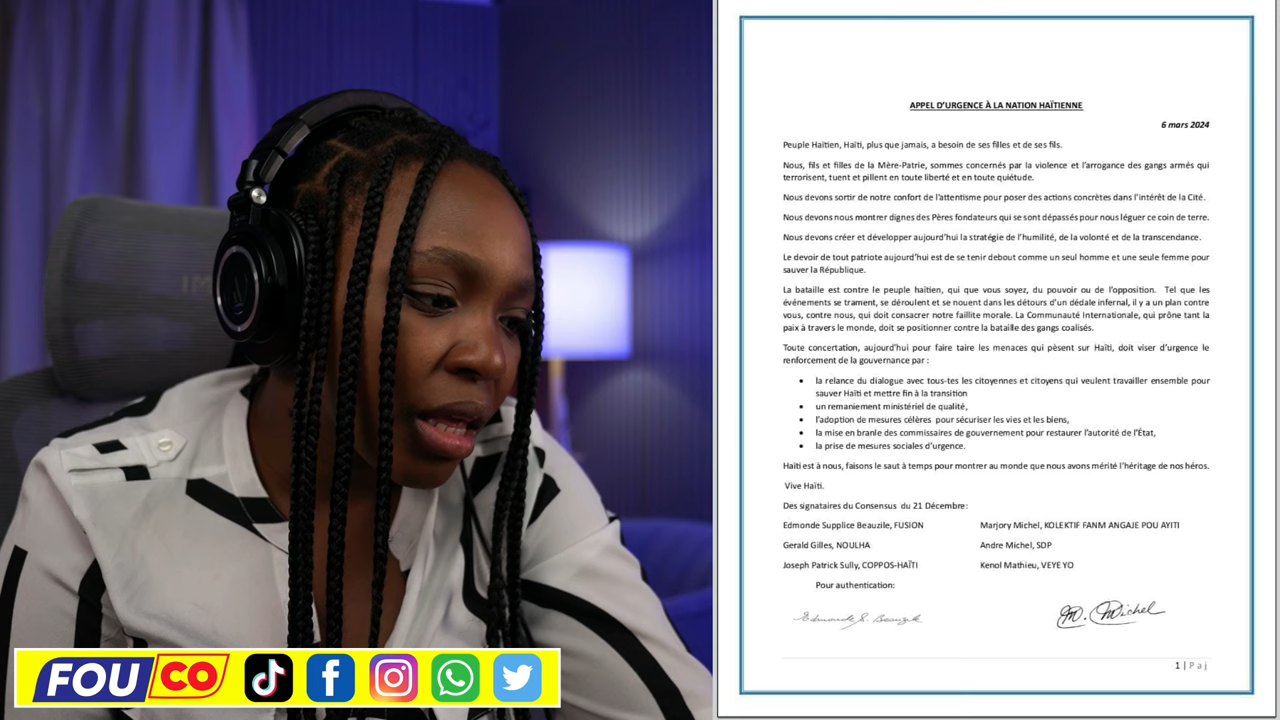 APPEL D'URGENCE À LA NATION HAÏTIENNE
6 mars 2024
Peuple Haïtien, Haïti, plus que jamais, a besoin de ses filles et de ses fils.
Nous, fils et filles de la Mère-Patrie, sommes concernés par la violence et l'arrogance des gangs armés qui
terrorisent, tuent et pillent en toute liberté et en toute quiétude.
Nous devons sortir de notre confort de l'attentisme pour poser des actions concrètes dans l'intérêt de la Cité.
Nous devons nous montrer dignes des Pères fondateurs qui se sont dépassés pour nous léguer ce coin de terre.
Nous devons créer et développer aujourd'hui la stratégie de l'humilité, de la volonté et de la transcendance.
Le devoir de tout patriote aujourd'hui est de se tenir debout comme un seul homme et une seule femme pour
sauver la République.
La bataille est contre le peuple haïtien, qui que vous soyez, du pouvoir ou de l'opposition. Tel que les
événements se trament, se déroulent et se nouent dans les détours d'un dédale infernal, il y a un plan contre
vous, contre nous, qui doit consacrer notre faillite morale. La Communauté Internationale, qui prône tant la
paix à travers le monde, doit se positionner contre la bataille des gangs coalisés.
Toute concertation, aujourd'hui pour faire taire les menaces qui pèsent sur Haïti, doit viser d'urgence le
renforcement de la gouvernance par :
• la relance du dialogue avec tous-tes les citoyennes et citoyens qui veulent travailler ensemble pour
sauver Haïti et mettre fin à la transition
• un remaniement ministériel de qualité,
• l'adoption de mesures célères pour sécuriser les vies et les biens,
• la mise en branle des commissaires de gouvernement pour restaurer l'autorité de l'État,
• la prise de mesures sociales d'urgence.
Haïti est à nous, faisons le saut à temps pour montrer au monde que nous avons mérité l'héritage de nos héros.
Vive Haïti.
Des signataires du Consensus du 21 Décembre:
Edmonde Supplice Beauzile, FUSION Marjory Michel, KOLEKTIF FANM ANGAJE POU AYITI
Gerald Gilles, NOULHA Andre Michel, SDP
Joseph Patrick Sully, COPPOS-HAÏTI Kenol Mathieu, VEYE YO
Pour authentication:
Edmonde S. Beauzile M. Michel
1 | Paj
FOUCO